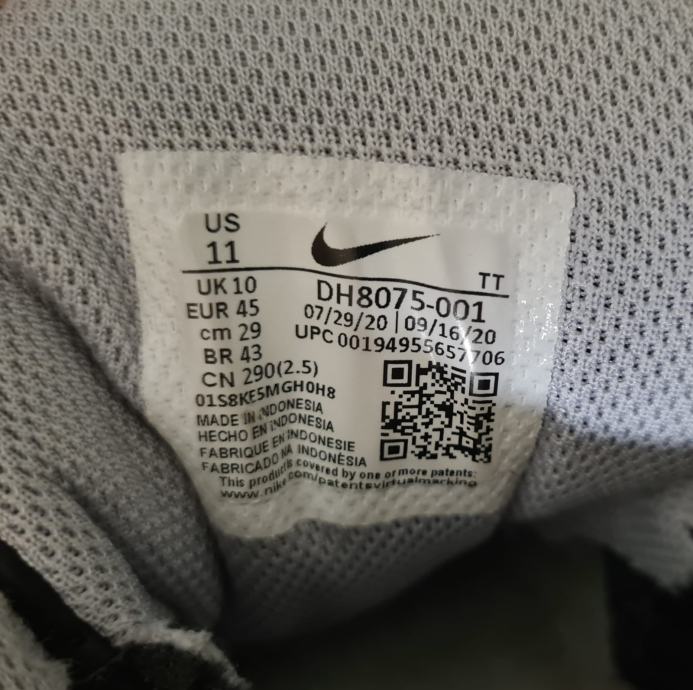 US
11
TT
UK 10
DH8075-001
EUR 45
07/29/20 | 09/16/20
cm 29
UPC 00194955657706
BR 43
CN 290(2.5)
01S8KE5MGH0H8
MADE IN INDONESIA
HECHO EN INDONESIA
FABRIQUE EN INDONESIE
FABRICADO NA INDONÈSIA
This product is covered by one or more patents:
www.nike.com/patentsvirtualmarking